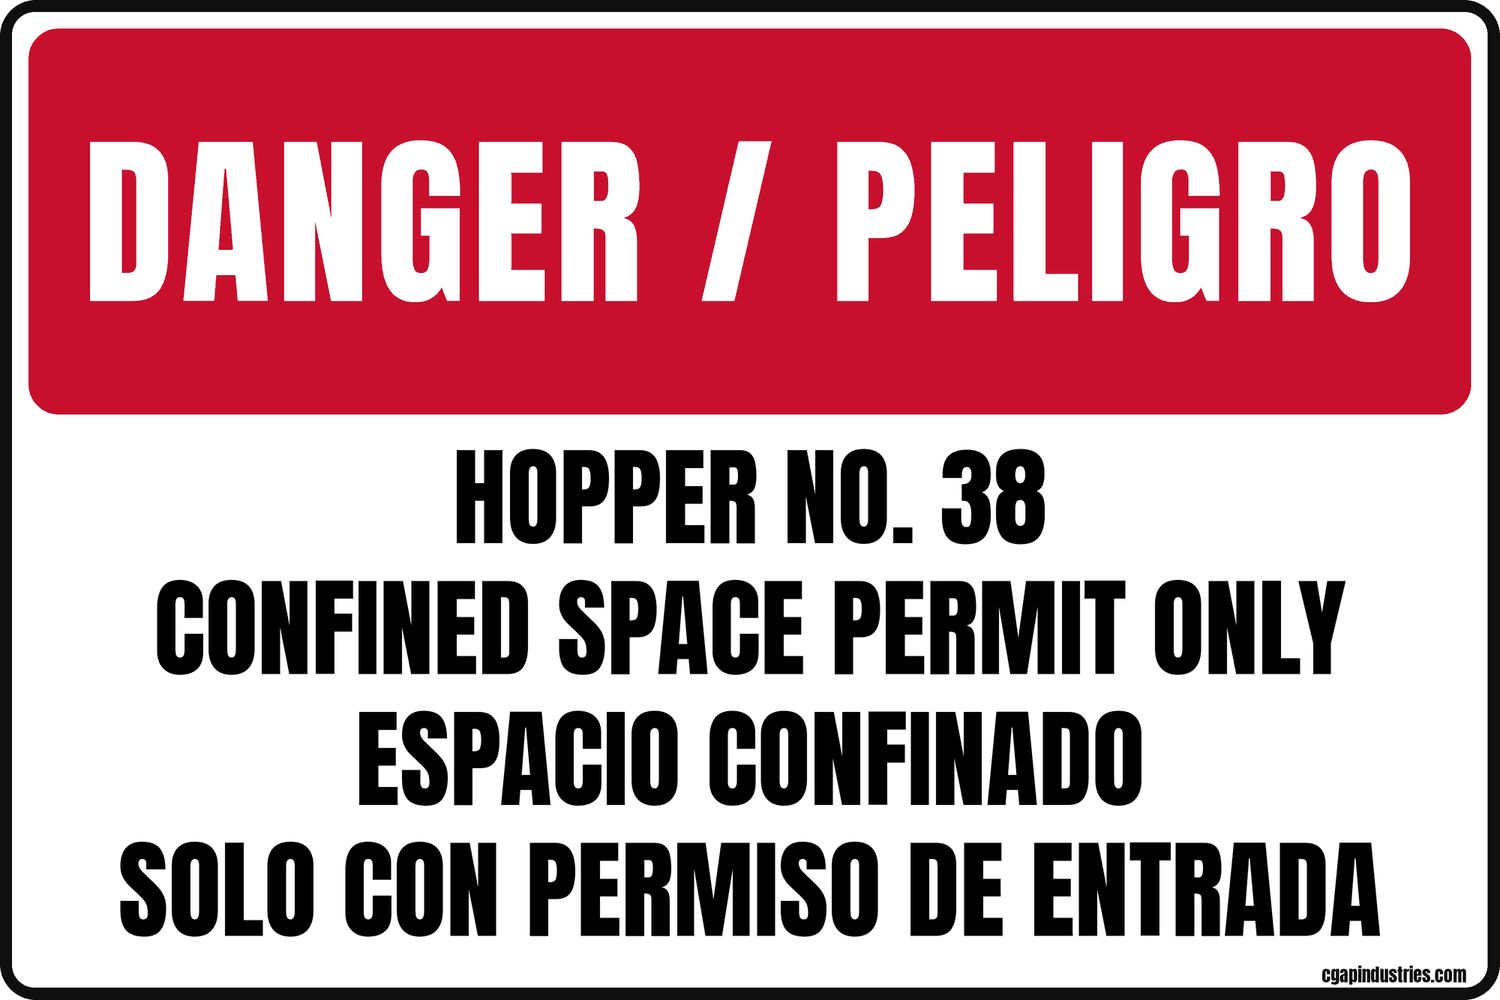 DANGER / PELIGRO
HOPPER NO. 38
CONFINED SPACE PERMIT ONLY
ESPACIO CONFINADO
SOLO CON PERMISO DE ENTRADA
cgapindustries.com